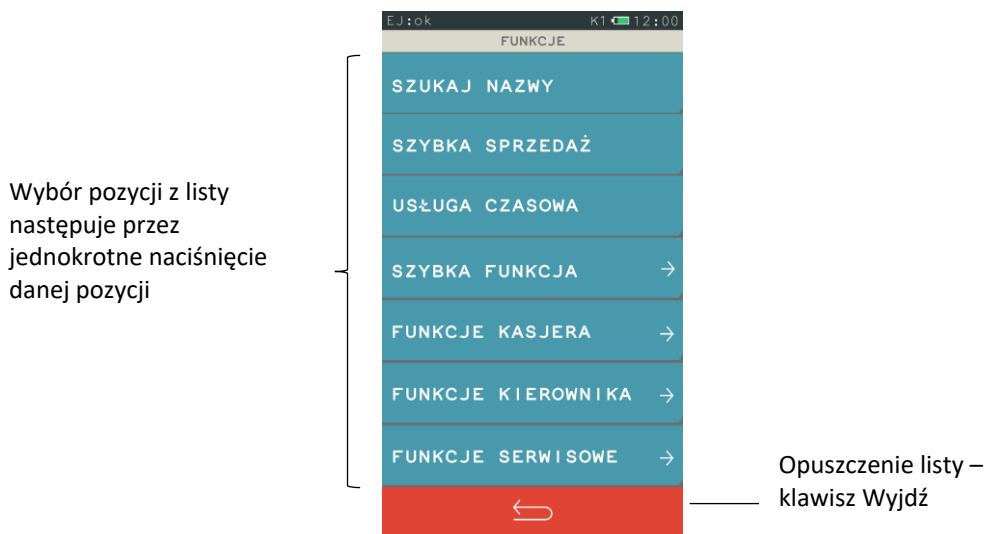 EJ:ok K1 12:00
FUNKCJE
SZUKAJ NAZWY
SZYBKA SPRZEDAŻ
USŁUGA CZASOWA
SZYBKA FUNKCJA →
FUNKCJE KASJERA →
FUNKCJE KIEROWNIKA →
FUNKCJE SERWISOWE →
Wybór pozycji z listy
następuje przez
jednokrotne naciśnięcie
danej pozycji
Opuszczenie listy –
klawisz Wyjdź